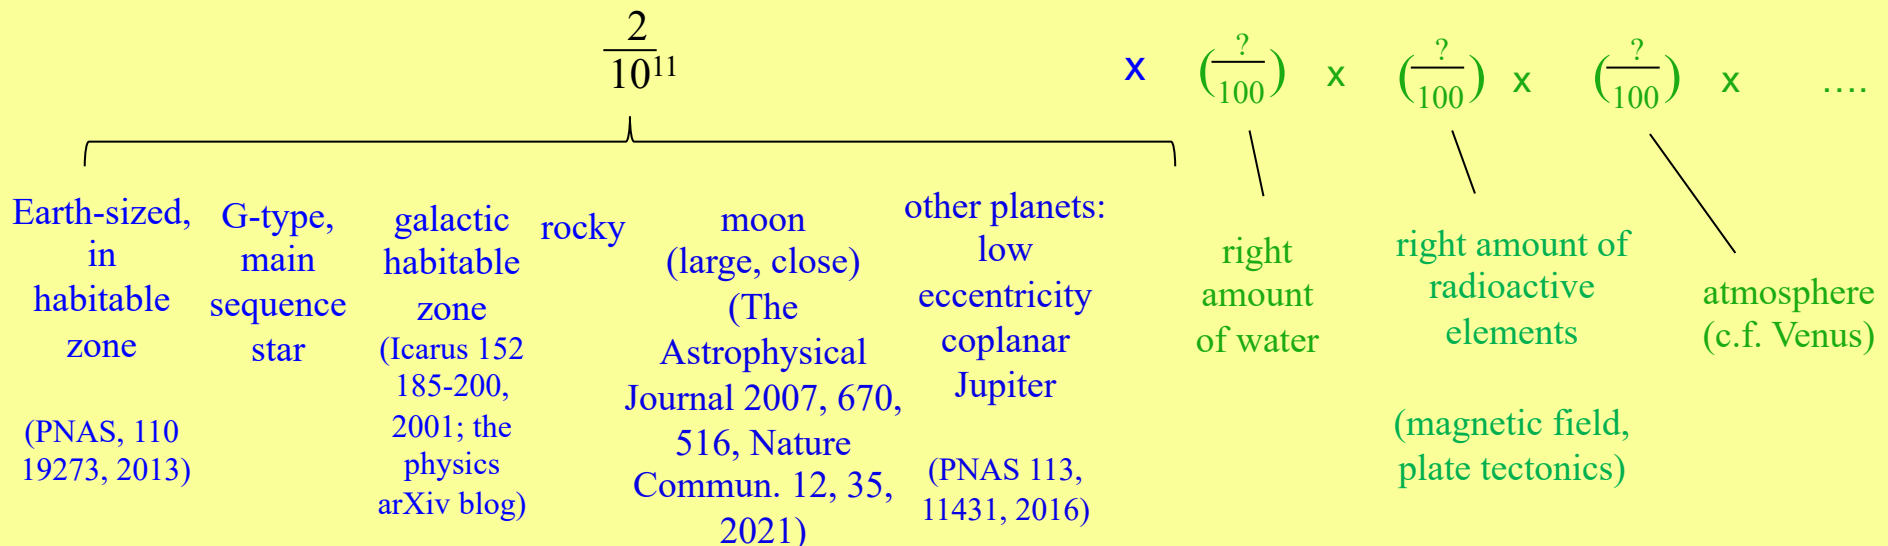 2
10¹¹
x (?/100) x (?/100) x (?/100) x ....
Earth-sized,
in
habitable
zone
(PNAS, 110
19273, 2013)
G-type,
main
sequence
star
galactic
habitable
zone
(Icarus 152
185-200,
2001; the
physics
arXiv blog)
rocky
moon
(large, close)
(The
Astrophysical
Journal 2007, 670,
516, Nature
Commun. 12, 35,
2021)
other planets:
low
eccentricity
coplanar
Jupiter
(PNAS 113,
11431, 2016)
right
amount
of water
right amount of
radioactive
elements
(magnetic field,
plate tectonics)
atmosphere
(c.f. Venus)